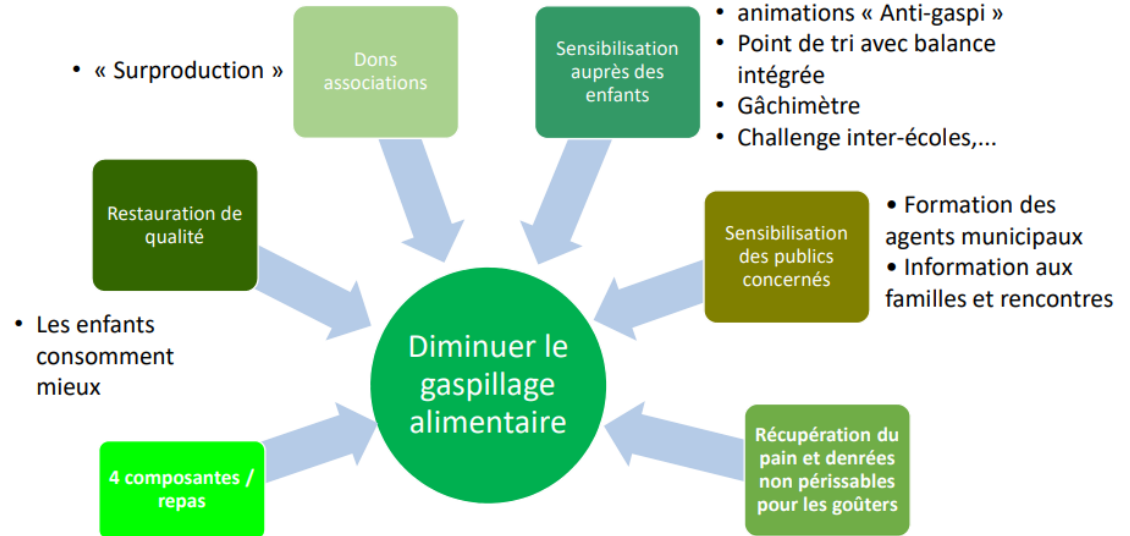 • « Surproduction »
Dons
associations
Sensibilisation
auprès des
enfants
• animations « Anti-gaspi »
• Point de tri avec balance
intégrée
• Gâchimètre
• Challenge inter-écoles,...
Restauration de
qualité
• Les enfants
consomment
mieux
Sensibilisation
des publics
concernés
• Formation des
agents municipaux
• Information aux
familles et rencontres
Diminuer le
gaspillage
alimentaire
4 composantes /
repas
Récupération du
pain et denrées
non périssables
pour les goûters